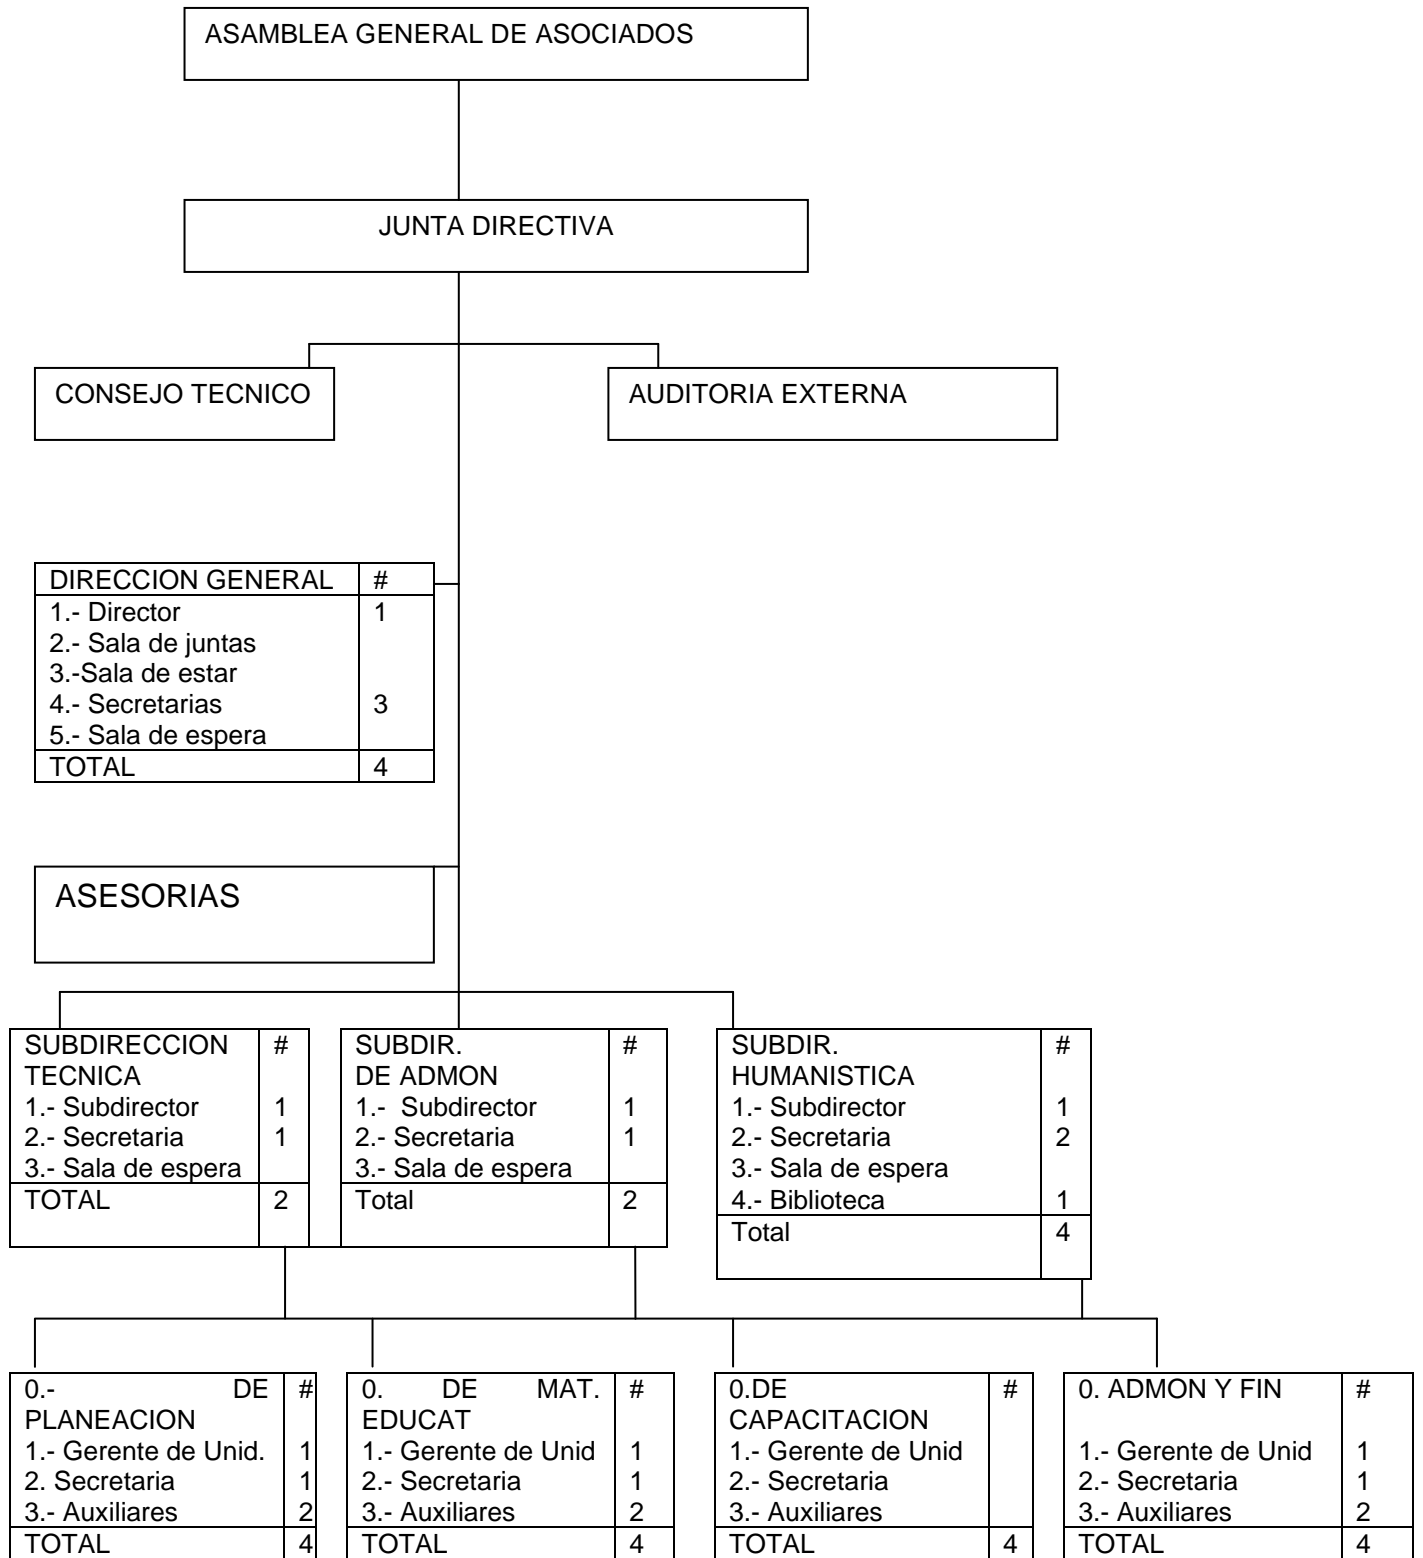 ASAMBLEA GENERAL DE ASOCIADOS
JUNTA DIRECTIVA
CONSEJO TECNICO
AUDITORIA EXTERNA
DIRECCION GENERAL #
1.- Director 1
2.- Sala de juntas
3.-Sala de estar
4.- Secretarias 3
5.- Sala de espera
TOTAL 4
ASESORIAS
SUBDIRECCION #
TECNICA
1.- Subdirector 1
2.- Secretaria 1
3.- Sala de espera
TOTAL 2
SUBDIR. #
DE ADMON
1.- Subdirector 1
2.- Secretaria 1
3.- Sala de espera
Total 2
SUBDIR. #
HUMANISTICA
1.- Subdirector 1
2.- Secretaria 2
3.- Sala de espera
4.- Biblioteca 1
Total 4
0.- DE #
PLANEACION
1.- Gerente de Unid. 1
2. Secretaria 1
3.- Auxiliares 2
TOTAL 4
0. DE MAT. #
EDUCAT
1.- Gerente de Unid 1
2.- Secretaria 1
3.- Auxiliares 2
TOTAL 4
0.DE #
CAPACITACION
1.- Gerente de Unid
2.- Secretaria
3.- Auxiliares
TOTAL 4
0. ADMON Y FIN #
1.- Gerente de Unid 1
2.- Secretaria 1
3.- Auxiliares 2
TOTAL 4